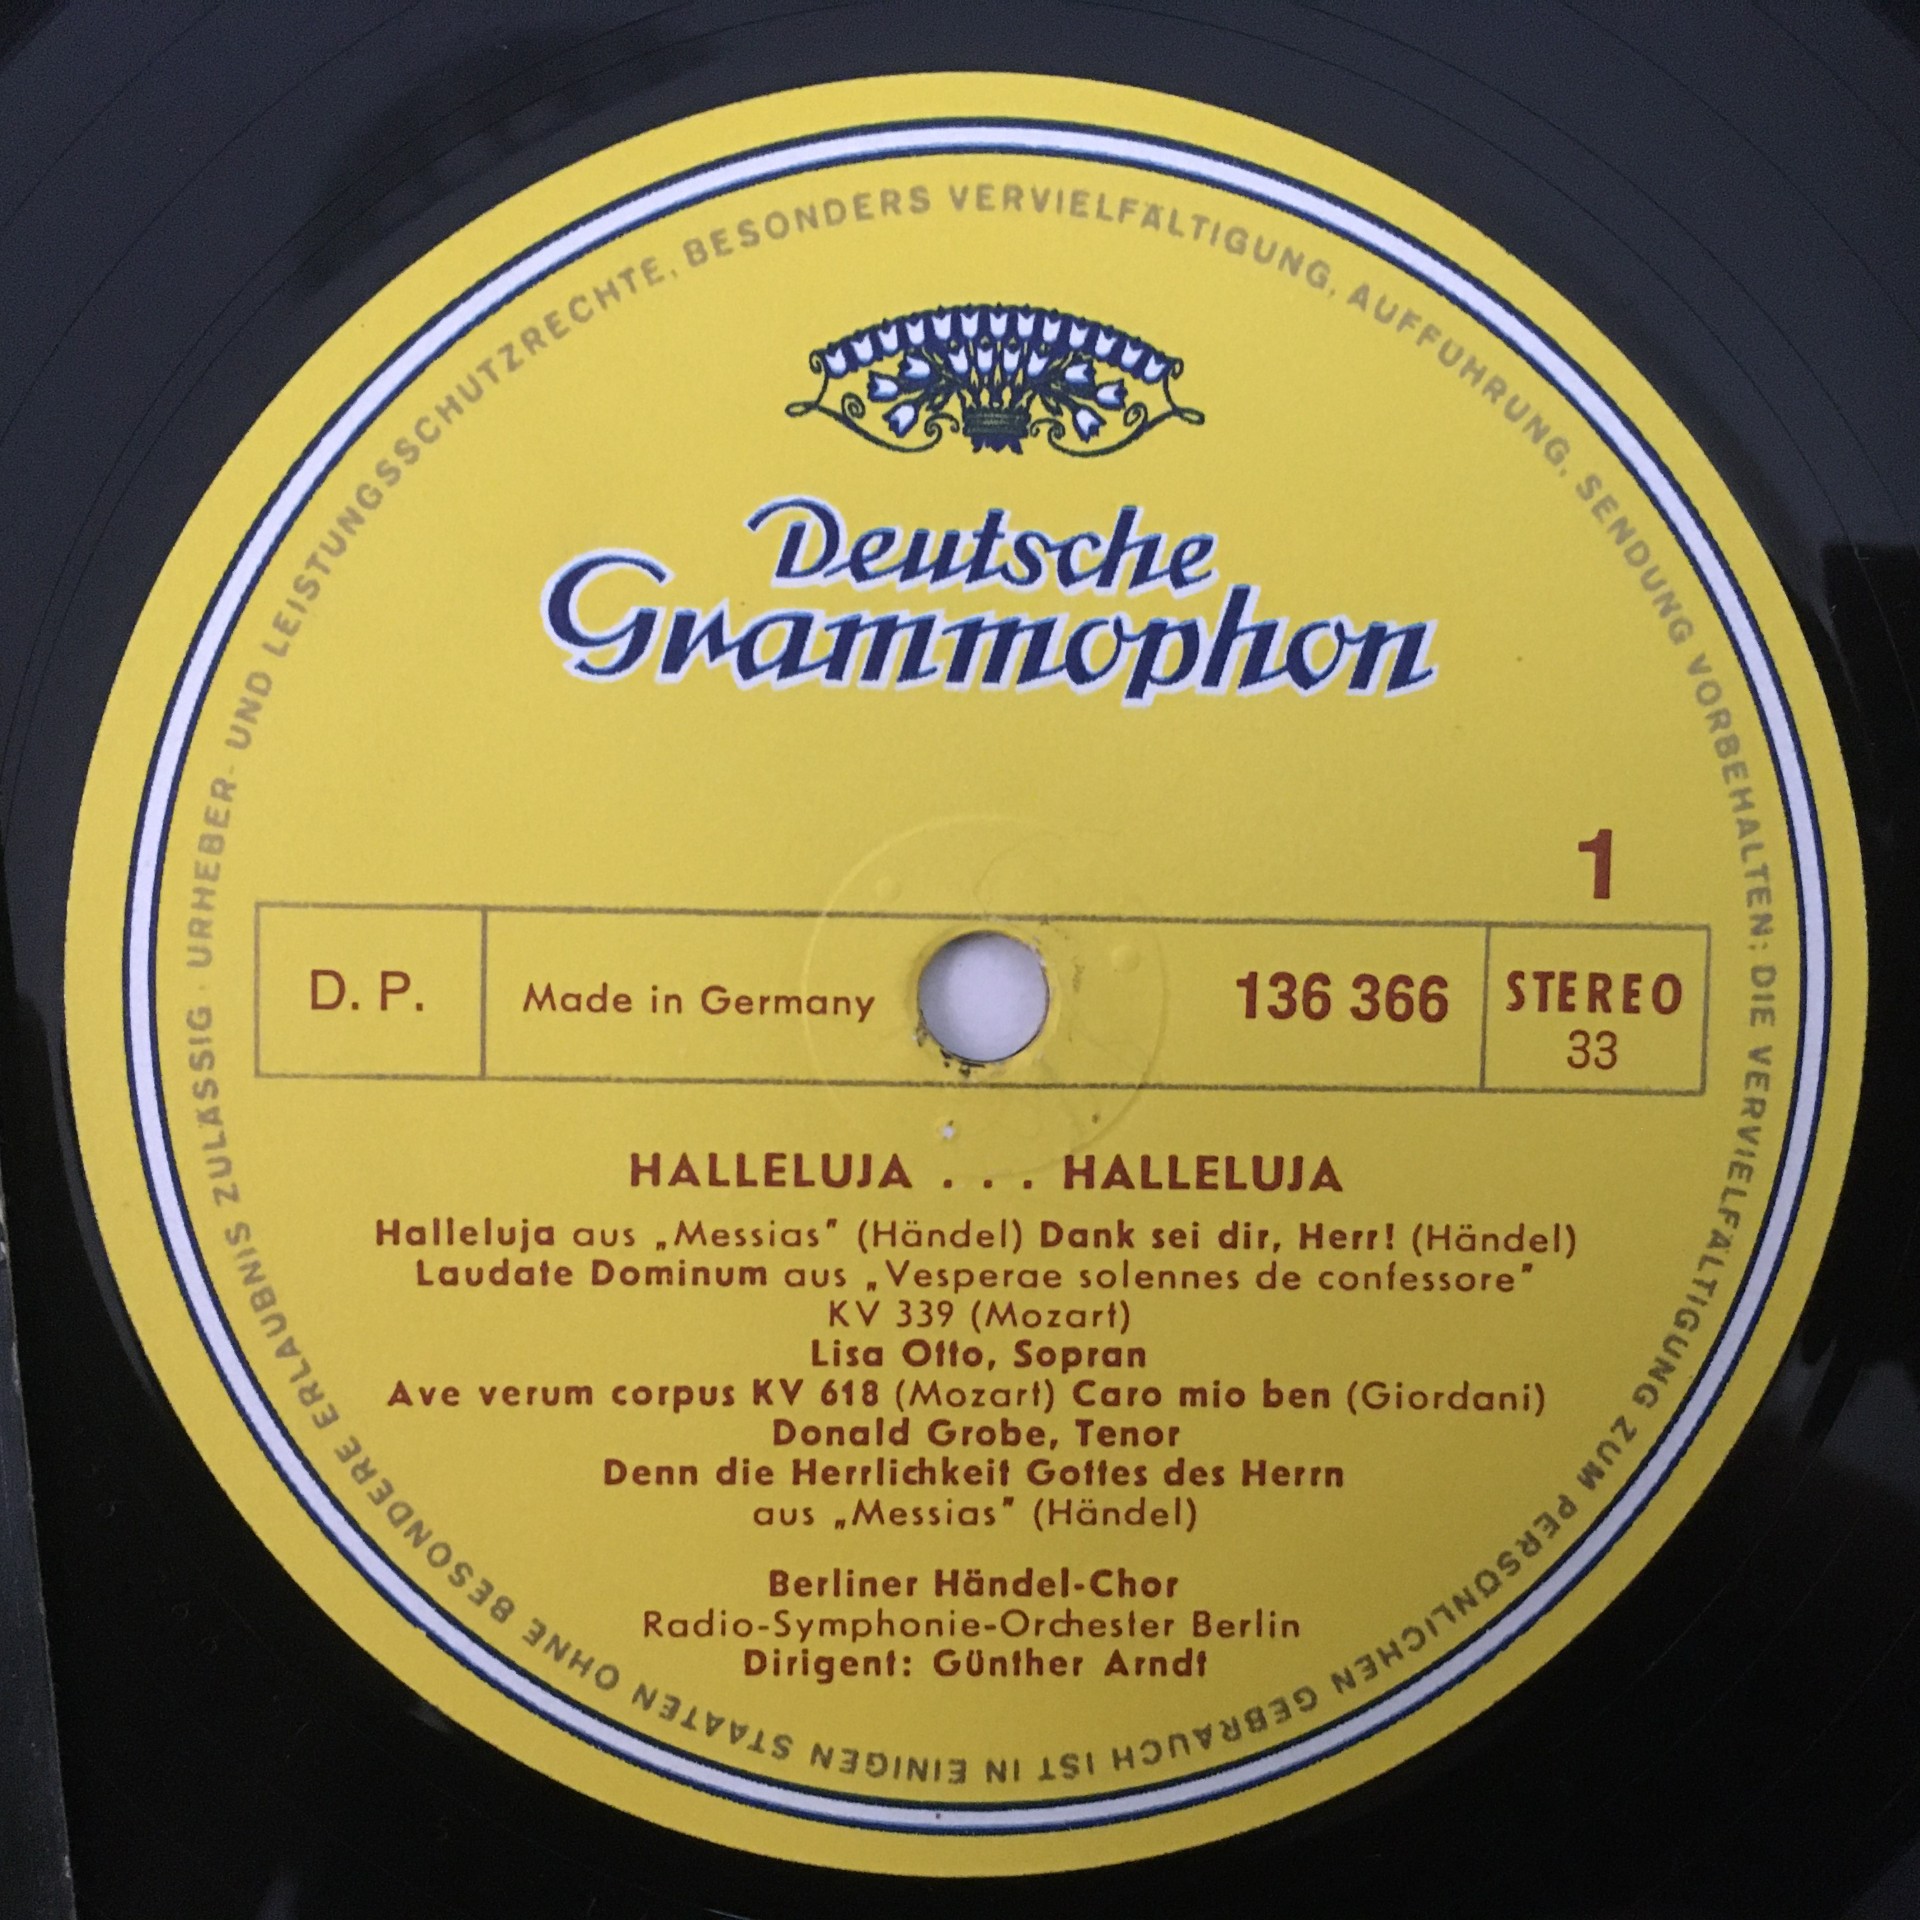 URHEBER- UND LEISTUNGSSCHUTZRECHTE, BESONDERS VERVIELFÄLTIGUNG, AUFFÜHRUNG, SENDUNG VORBEHALTEN; DIE VERVIELFÄLTIGUNG ZUM PERSÖNLICHEN GEBRAUCH IST IN EINIGEN STAATEN OHNE BESONDERE ERLAUBNIS ZULÄSSIG ·
Deutsche
Grammophon
1
D. P.
Made in Germany
136 366
STEREO
33
HALLELUJA . . . HALLELUJA
Halleluja aus „Messias" (Händel) Dank sei dir, Herr! (Händel)
Laudate Dominum aus „Vesperae solennes de confessore"
KV 339 (Mozart)
Lisa Otto, Sopran
Ave verum corpus KV 618 (Mozart) Caro mio ben (Giordani)
Donald Grobe, Tenor
Denn die Herrlichkeit Gottes des Herrn
aus „Messias" (Händel)
Berliner Händel-Chor
Radio-Symphonie-Orchester Berlin
Dirigent: Günther Arndt